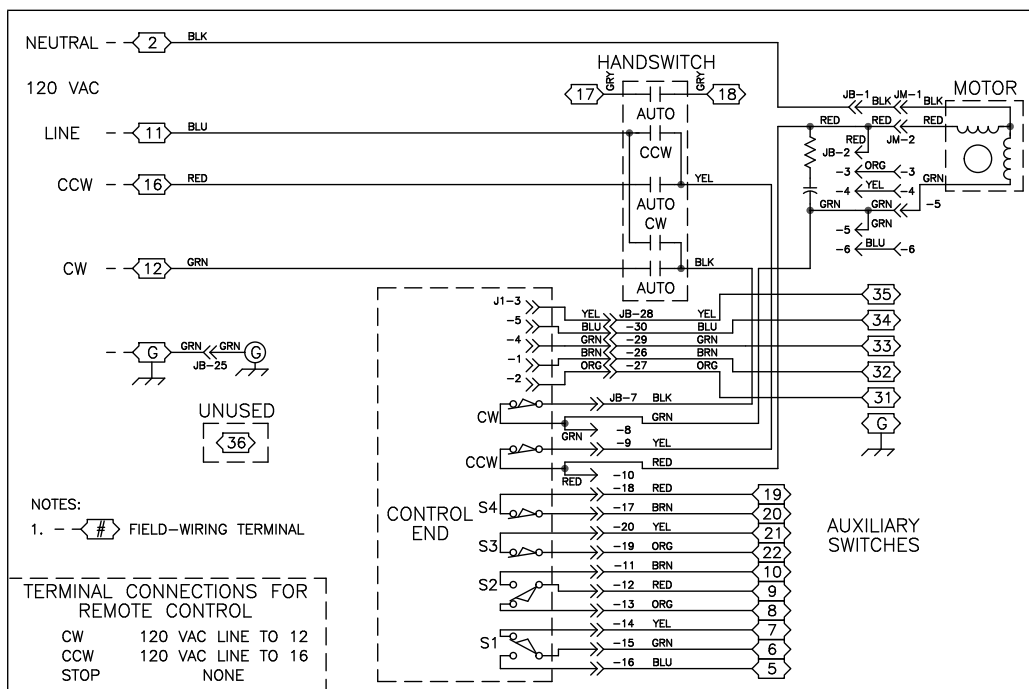 NEUTRAL 2 BLK
120 VAC
LINE 11 BLU
CCW 16 RED
CW 12 GRN
G GRN GRN G
JB-25
UNUSED
36
NOTES:
1. # FIELD-WIRING TERMINAL
TERMINAL CONNECTIONS FOR
REMOTE CONTROL
CW 120 VAC LINE TO 12
CCW 120 VAC LINE TO 16
STOP NONE
HANDSWITCH
17 GRY GRY 18
AUTO
CCW
YEL
AUTO
CW
BLK
AUTO
MOTOR
JB-1 BLK JM-1 BLK
RED RED RED
RED JM-2
JB-2
-3 ORG -3
-4 YEL -4
GRN
GRN GRN -5
-5 GRN
-6 BLU -6
CONTROL
END
J1-3 YEL JB-28 YEL 35
-5 BLU -30 BLU 34
-4 GRN -29 GRN 33
-1 BRN -26 BRN 32
-2 ORG -27 ORG 31
G
JB-7 BLK
CW GRN
GRN -8
-9 YEL
CCW RED
RED -10
-18 RED 19
S4 -17 BRN 20
-20 YEL 21
S3 -19 ORG 22
-11 BRN 10
S2 -12 RED 9
-13 ORG 8
-14 YEL 7
S1 -15 GRN 6
-16 BLU 5
AUXILIARY
SWITCHES